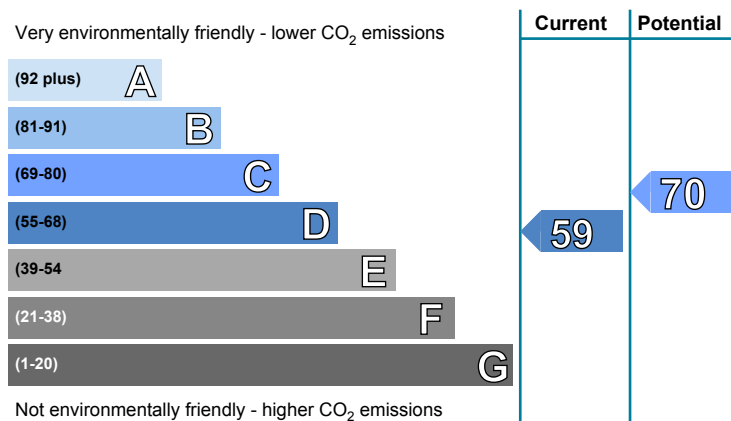 Current Potential
Very environmentally friendly - lower CO2 emissions
(92 plus) A
(81-91) B
(69-80) C
70
(55-68) D
59
(39-54 E
(21-38) F
(1-20) G
Not environmentally friendly - higher CO2 emissions